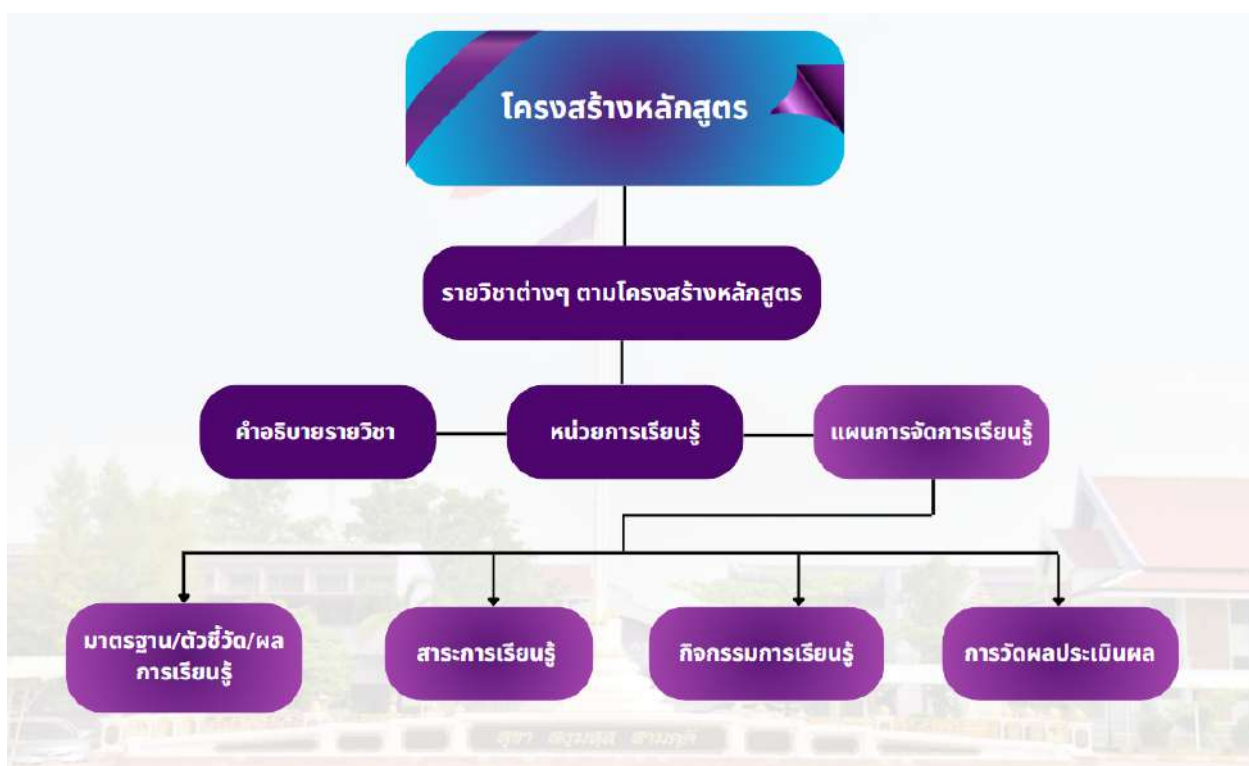 โครงสร้างหลักสูตร
รายวิชาต่างๆ ตามโครงสร้างหลักสูตร
คำอธิบายรายวิชา
หน่วยการเรียนรู้
แผนการจัดการเรียนรู้
มาตรฐาน/ตัวชี้วัด/ผล
การเรียนรู้
สาระการเรียนรู้
กิจกรรมการเรียนรู้
การวัดผลประเมินผล